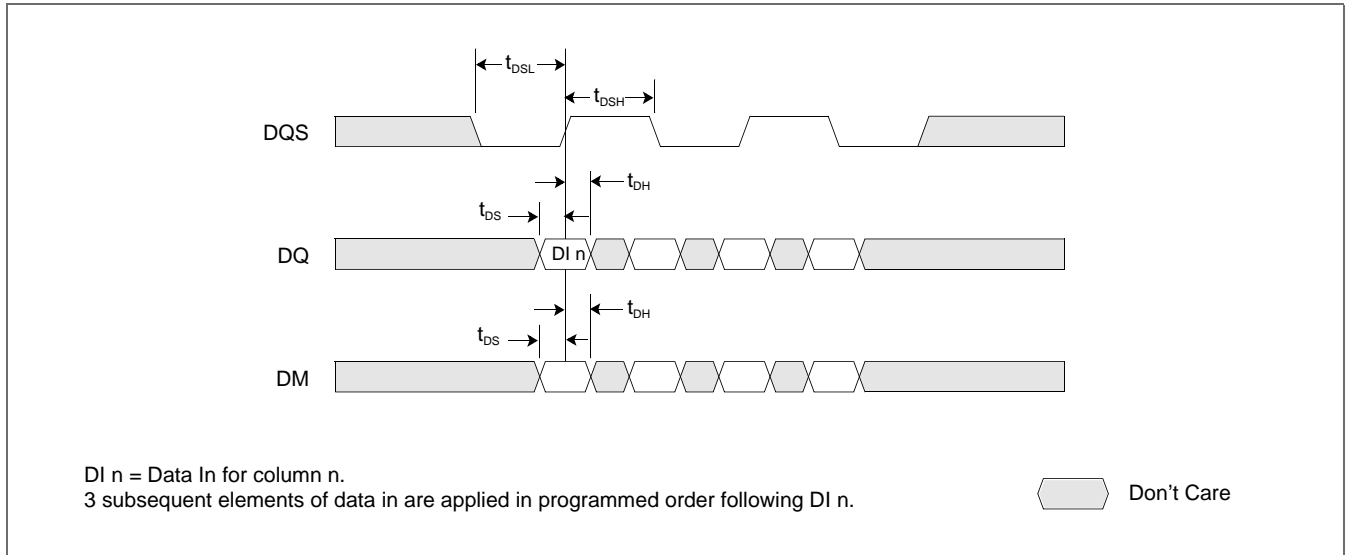 tDSL
tDSH
DQS
tDH
tDS
DQ
DI n
tDH
tDS
DM
DI n = Data In for column n.
3 subsequent elements of data in are applied in programmed order following DI n.
Don't Care